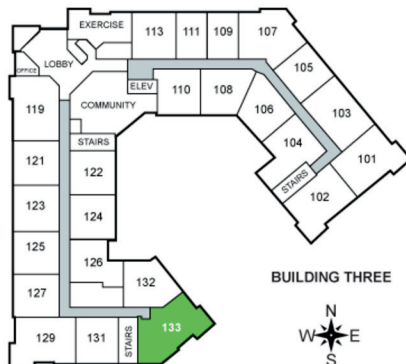 EXERCISE
113
111
109
107
LOBBY
OFFICE
105
ELEV
110
108
119
COMMUNITY
106
103
STAIRS
104
101
121
122
STAIRS
102
123
124
125
126
132
BUILDING THREE
127
133
N
W E
S
129
131
STAIRS